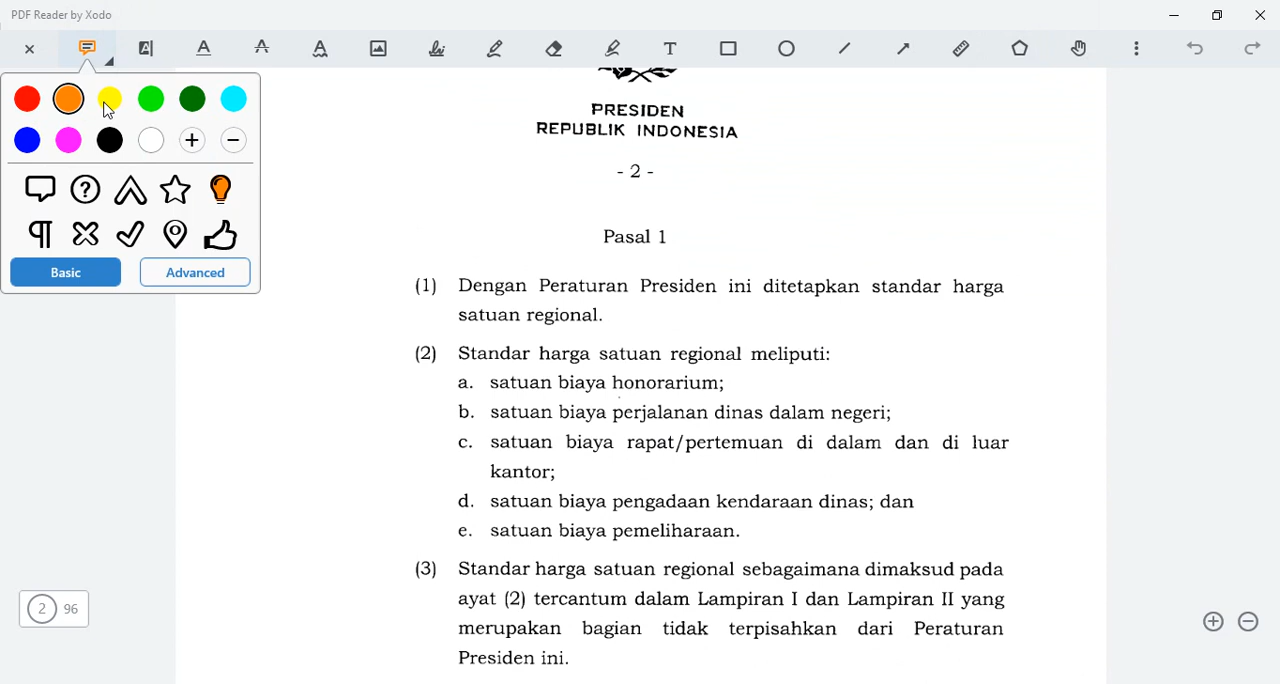 PDF Reader by Xodo
Basic
Advanced
PRESIDEN
REPUBLIK INDONESIA
- 2 -
Pasal 1
(1) Dengan Peraturan Presiden ini ditetapkan standar harga
satuan regional.
(2) Standar harga satuan regional meliputi:
a. satuan biaya honorarium;
b. satuan biaya perjalanan dinas dalam negeri;
c. satuan biaya rapat/pertemuan di dalam dan di luar
kantor;
d. satuan biaya pengadaan kendaraan dinas; dan
e. satuan biaya pemeliharaan.
(3) Standar harga satuan regional sebagaimana dimaksud pada
ayat (2) tercantum dalam Lampiran I dan Lampiran II yang
merupakan bagian tidak terpisahkan dari Peraturan
Presiden ini.
2 96